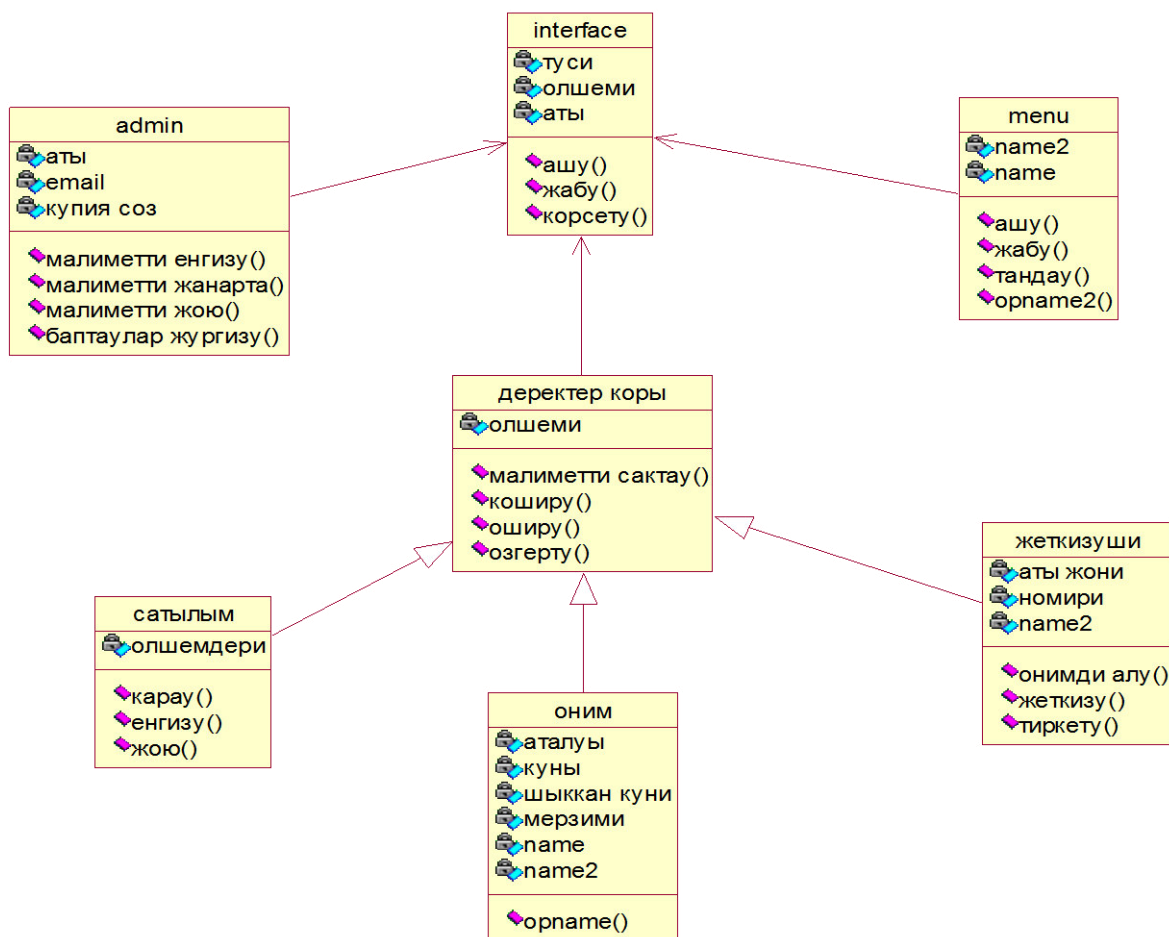 interface
туси
олшеми
аты
ашу()
жабу()
корсету()
admin
аты
email
купия соз
малиметти енгизу()
малиметти жанарта()
малиметти жою()
баптаулар жургизу()
menu
name2
name
ашу()
жабу()
тандау()
opname2()
деректер коры
олшеми
малиметти сактау()
коширу()
оширу()
озгерту()
сатылым
олшемдери
карау()
енгизу()
жою()
оним
аталуы
куны
шыккан куни
мерзими
name
name2
opname()
жеткизуши
аты жони
номири
name2
онимди алу()
жеткизу()
тиркету()